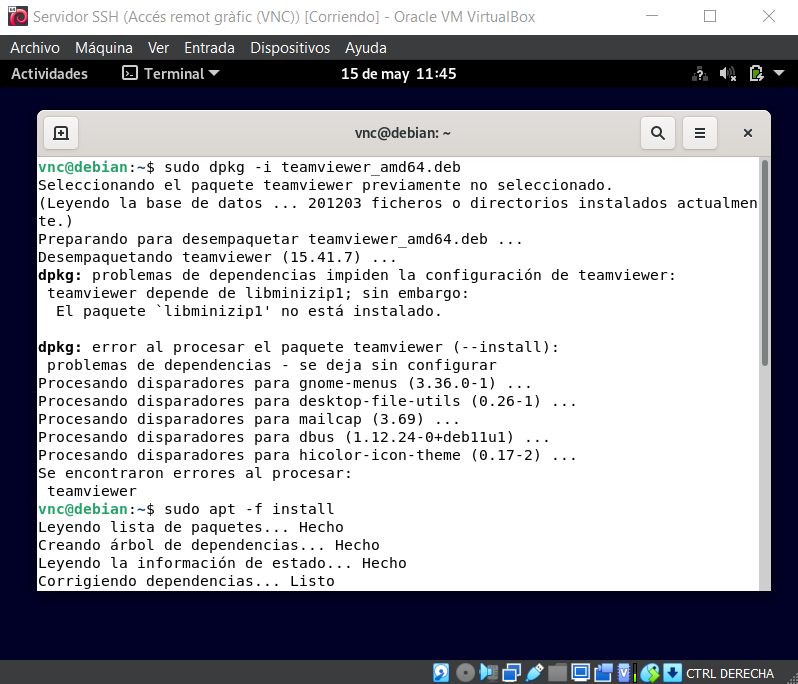 Servidor SSH (Accés remot gràfic (VNC)) [Corriendo] - Oracle VM VirtualBox
Archivo Máquina Ver Entrada Dispositivos Ayuda
Actividades Terminal 15 de may 11:45
vnc@debian: ~
vnc@debian:~$ sudo dpkg -i teamviewer_amd64.deb
Seleccionando el paquete teamviewer previamente no seleccionado.
(Leyendo la base de datos ... 201203 ficheros o directorios instalados actualmen
te.)
Preparando para desempaquetar teamviewer_amd64.deb ...
Desempaquetando teamviewer (15.41.7) ...
dpkg: problemas de dependencias impiden la configuración de teamviewer:
 teamviewer depende de libminizip1; sin embargo:
  El paquete `libminizip1' no está instalado.

dpkg: error al procesar el paquete teamviewer (--install):
 problemas de dependencias - se deja sin configurar
Procesando disparadores para gnome-menus (3.36.0-1) ...
Procesando disparadores para desktop-file-utils (0.26-1) ...
Procesando disparadores para mailcap (3.69) ...
Procesando disparadores para dbus (1.12.24-0+deb11u1) ...
Procesando disparadores para hicolor-icon-theme (0.17-2) ...
Se encontraron errores al procesar:
 teamviewer
vnc@debian:~$ sudo apt -f install
Leyendo lista de paquetes... Hecho
Creando árbol de dependencias... Hecho
Leyendo la información de estado... Hecho
Corrigiendo dependencias... Listo
CTRL DERECHA